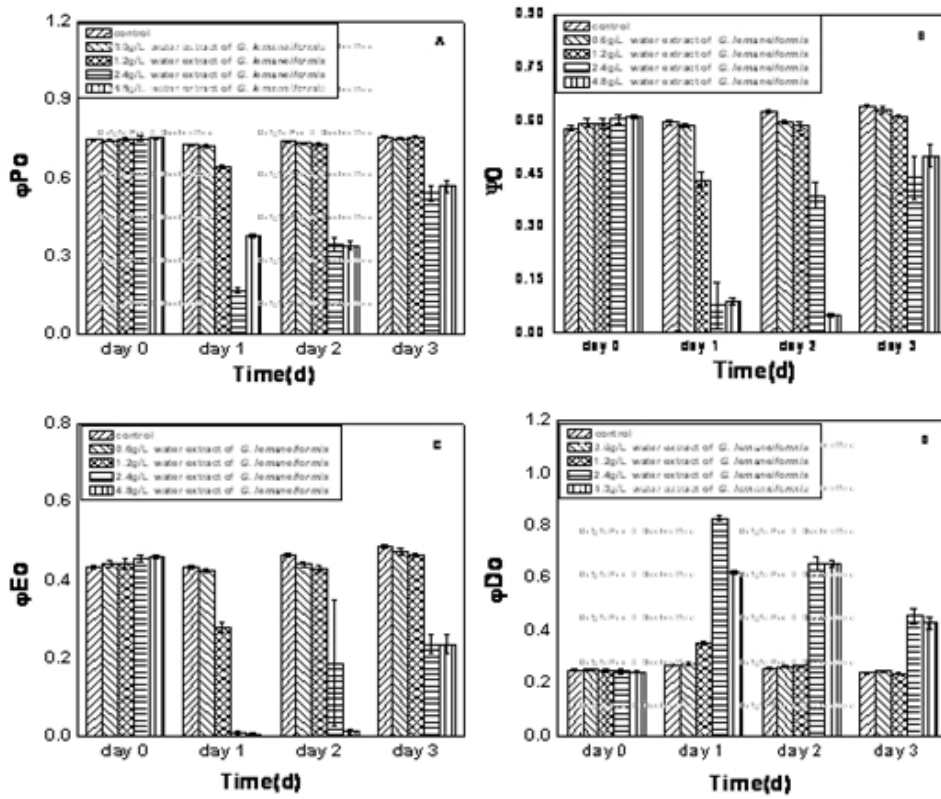 1.2
0.9
0.6
0.3
0.0
φPo
control
water extract of G. lemaneiformis
1.2g/L water extract of G. lemaneiformis
2.4g/L water extract of G. lemaneiformis
water extract of G. lemaneiformis
A
day 0 day 1 day 2 day 3
Time(d)
0.90
0.75
0.60
0.45
0.30
0.15
0.00
Ψ0
control
0.6g/L water extract of G. lemaneiformis
1.2g/L water extract of G. lemaneiformis
2.4g/L water extract of G. lemaneiformis
4.8g/L water extract of G. lemaneiformis
day 0 day 1 day 2 day 3
Time(d)
0.8
0.6
0.4
0.2
0.0
φEo
control
0.6g/L water extract of G. lemaneiformis
1.2g/L water extract of G. lemaneiformis
2.4g/L water extract of G. lemaneiformis
4.8g/L water extract of G. lemaneiformis
day 0 day 1 day 2 day 3
Time(d)
1.2
1.0
0.8
0.6
0.4
0.2
0.0
φDo
control
water extract of G. lemaneiformis
1.2g/L water extract of G. lemaneiformis
2.4g/L water extract of G. lemaneiformis
water extract of G. lemaneiformis
day 0 day 1 day 2 day 3
Time(d)